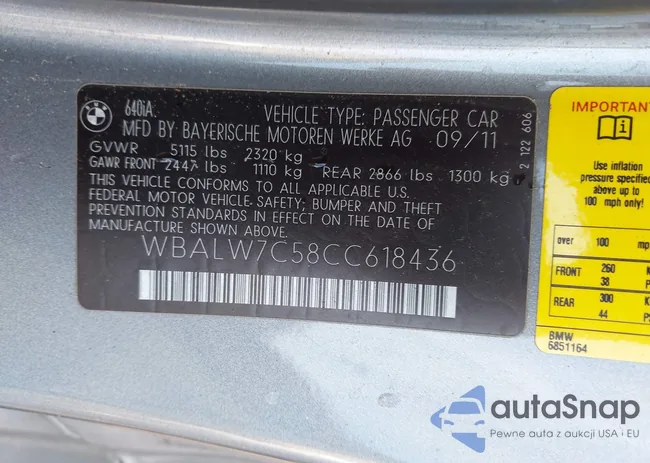 BMW
640iA
VEHICLE TYPE: PASSENGER CAR
MFD BY BAYERISCHE MOTOREN WERKE AG 09/11
GVWR 5115 lbs 2320 kg
GAWR FRONT 2447 lbs 1110 kg REAR 2866 lbs 1300 kg
THIS VEHICLE CONFORMS TO ALL APPLICABLE U.S.
FEDERAL MOTOR VEHICLE-SAFETY; BUMPER AND THEFT
PREVENTION STANDARDS IN EFFECT ON THE DATE OF
MANUFACTURE SHOWN ABOVE.
WBALW7C58CC618436
2 122 606
IMPORTANT
Use inflation
pressure specified
above up to
100 mph only!
over 100 mp
FRONT 260 K
38 P
REAR 300 K
44 PS
BMW
6851164
autoSnap
Pewne auta z aukcji USA i EU